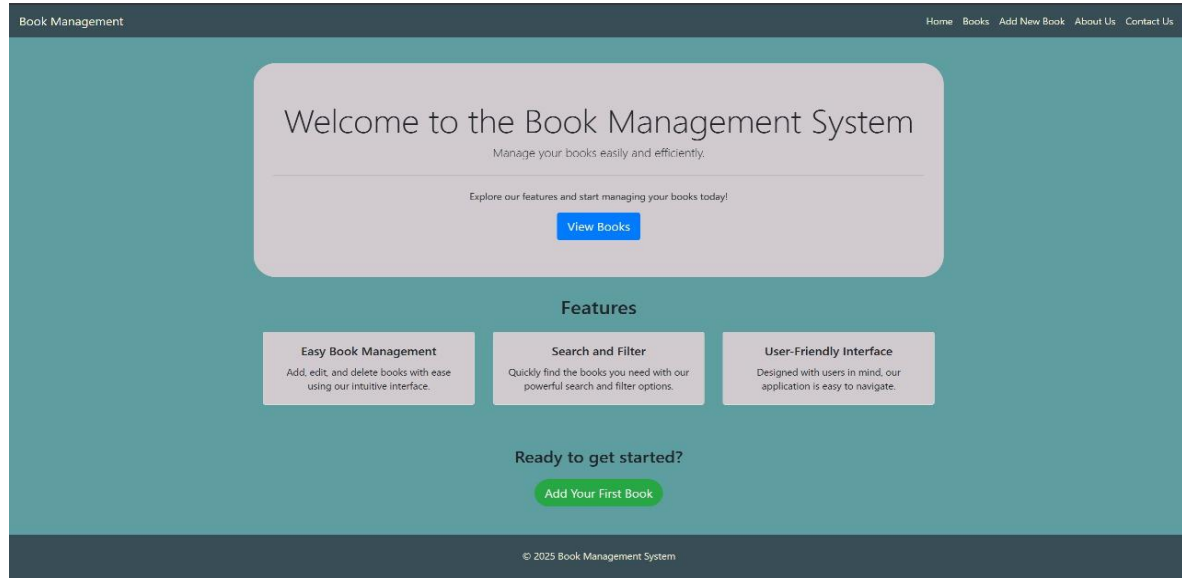 Book Management
Home Books Add New Book About Us Contact Us
Welcome to the Book Management System
Manage your books easily and efficiently.
Explore our features and start managing your books today!
View Books
Features
Easy Book Management
Add, edit, and delete books with ease
using our intuitive interface.
Search and Filter
Quickly find the books you need with our
powerful search and filter options.
User-Friendly Interface
Designed with users in mind, our
application is easy to navigate.
Ready to get started?
Add Your First Book
© 2025 Book Management System